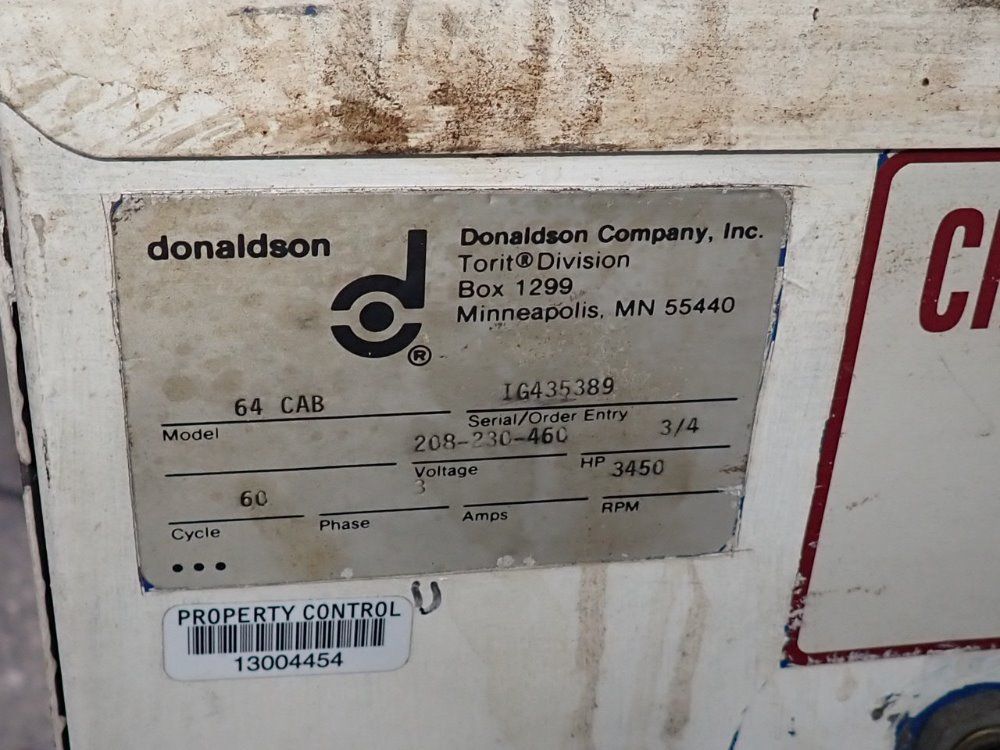 donaldson
Donaldson Company, Inc.
Torit® Division
Box 1299
Minneapolis, MN 55440
®
64 CAB
IG435389
Model
Serial/Order Entry
208-230-460
3/4
Voltage
HP
60
3
3450
Cycle
Phase
Amps
RPM
PROPERTY CONTROL
13004454